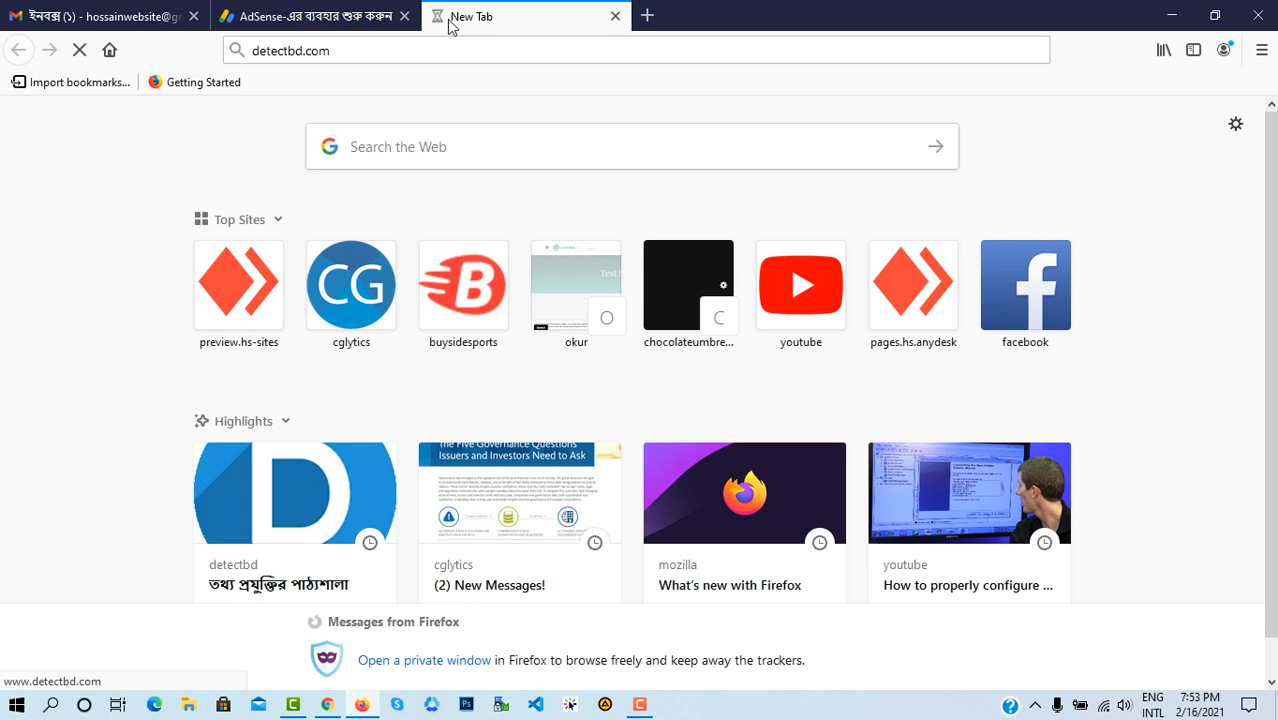 ইনবক্স (১) - hossainwebsite@gr
AdSense-এর ব্যবহার শুরু করুন
New Tab
detectbd.com
Import bookmarks...
Getting Started
Search the Web
Top Sites
CG
B
Test
O
C
preview.hs-sites
cglytics
buysidesports
okur
chocolateumbre...
youtube
pages.hs.anydesk
facebook
Highlights
D
The Five Governance Questions
Issuers and Investors Need to Ask
detectbd
cglytics
mozilla
youtube
তথ্য প্রযুক্তির পাঠ্যশালা
(2) New Messages!
What's new with Firefox
How to properly configure ...
Messages from Firefox
Open a private window in Firefox to browse freely and keep away the trackers.
www.detectbd.com
ENG
INTL
7:53 PM
2/16/2021